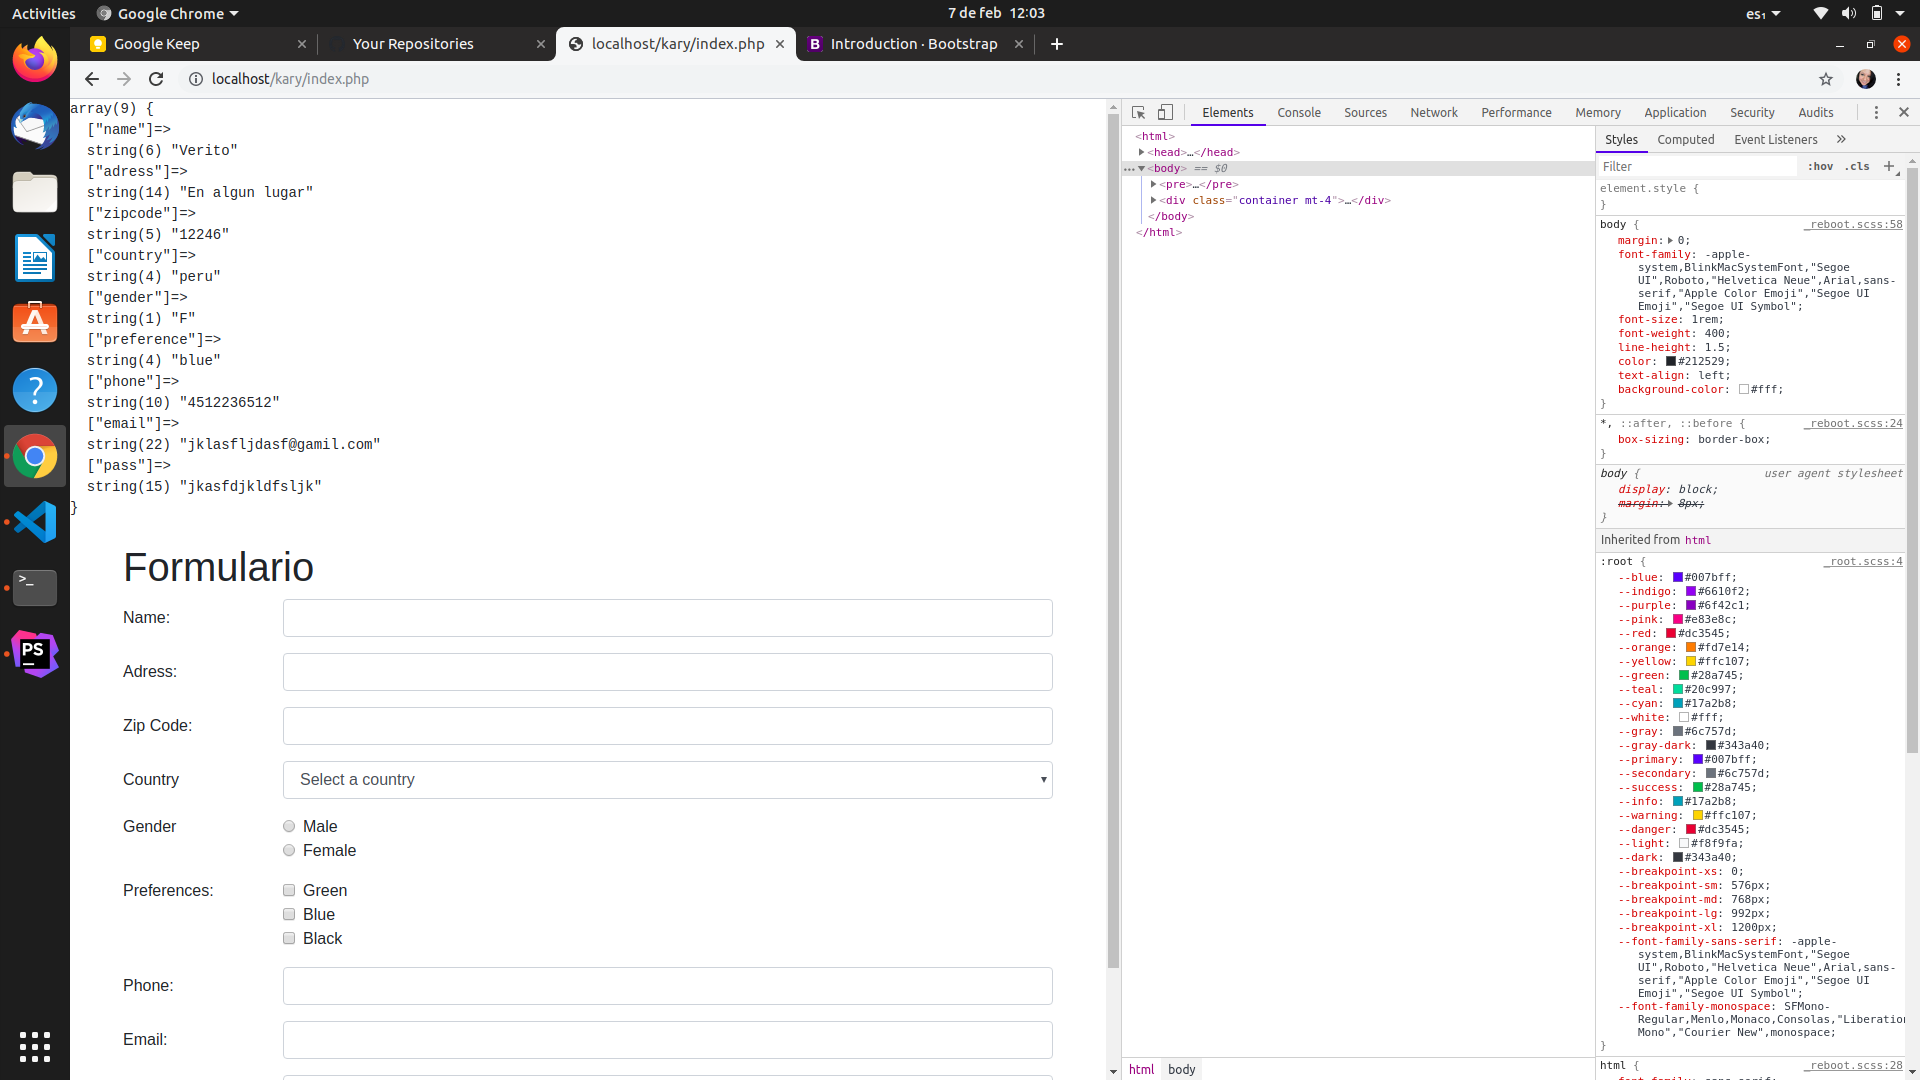 Activities
Google Chrome
7 de feb 12:03
es₁
Google Keep
Your Repositories
localhost/kary/index.php
B Introduction · Bootstrap
localhost/kary/index.php
array(9) {
["name"]=>
string(6) "Verito"
["adress"]=>
string(14) "En algun lugar"
["zipcode"]=>
string(5) "12246"
["country"]=>
string(4) "peru"
["gender"]=>
string(1) "F"
["preference"]=>
string(4) "blue"
["phone"]=>
string(10) "4512236512"
["email"]=>
string(22) "jklasfljdasf@gamil.com"
["pass"]=>
string(15) "jkasfdjkldfsljk"
}
Formulario
Name:
Adress:
Zip Code:
Country
Select a country
Gender
Male
Female
Preferences:
Green
Blue
Black
Phone:
Email:
Elements Console Sources Network Performance Memory Application Security Audits
<html>
<head>…</head>
<body> == $0
<pre>…</pre>
<div class="container mt-4">…</div>
</body>
</html>
html body
Styles Computed Event Listeners »
Filter :hov .cls +
element.style {
}
body { _reboot.scss:58
margin: 0;
font-family: -apple-
system,BlinkMacSystemFont,"Segoe
UI",Roboto,"Helvetica Neue",Arial,sans-
serif,"Apple Color Emoji","Segoe UI
Emoji","Segoe UI Symbol";
font-size: 1rem;
font-weight: 400;
line-height: 1.5;
color: #212529;
text-align: left;
background-color: #fff;
}
*, ::after, ::before { _reboot.scss:24
box-sizing: border-box;
}
body { user agent stylesheet
display: block;
margin: 8px;
}
Inherited from html
:root { _root.scss:4
--blue: #007bff;
--indigo: #6610f2;
--purple: #6f42c1;
--pink: #e83e8c;
--red: #dc3545;
--orange: #fd7e14;
--yellow: #ffc107;
--green: #28a745;
--teal: #20c997;
--cyan: #17a2b8;
--white: #fff;
--gray: #6c757d;
--gray-dark: #343a40;
--primary: #007bff;
--secondary: #6c757d;
--success: #28a745;
--info: #17a2b8;
--warning: #ffc107;
--danger: #dc3545;
--light: #f8f9fa;
--dark: #343a40;
--breakpoint-xs: 0;
--breakpoint-sm: 576px;
--breakpoint-md: 768px;
--breakpoint-lg: 992px;
--breakpoint-xl: 1200px;
--font-family-sans-serif: -apple-
system,BlinkMacSystemFont,"Segoe
UI",Roboto,"Helvetica Neue",Arial,sans-
serif,"Apple Color Emoji","Segoe UI
Emoji","Segoe UI Symbol";
--font-family-monospace: SFMono-
Regular,Menlo,Monaco,Consolas,"Liberation
Mono","Courier New",monospace;
}
html { _reboot.scss:28
PS